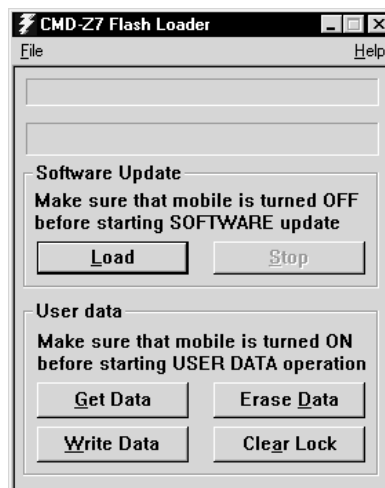 CMD-Z7 Flash Loader
File Help
Software Update
Make sure that mobile is turned OFF
before starting SOFTWARE update
Load Stop
User data
Make sure that mobile is turned ON
before starting USER DATA operation
Get Data Erase Data
Write Data Clear Lock